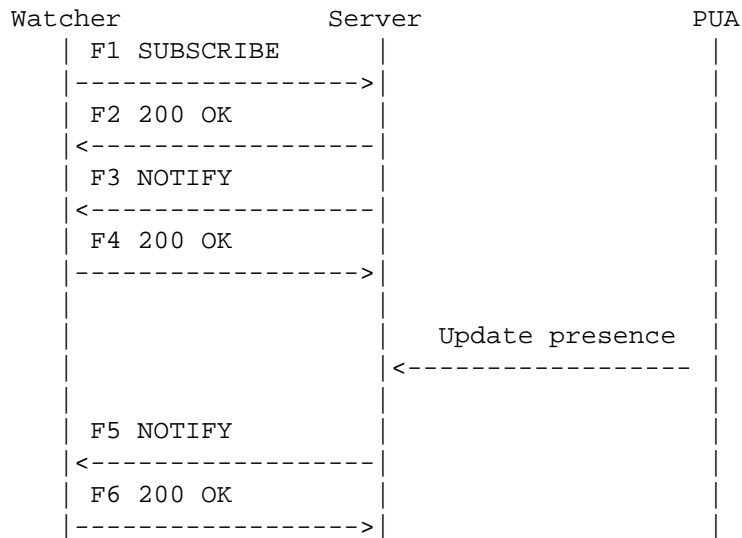 Watcher Server PUA
F1 SUBSCRIBE
F2 200 OK
F3 NOTIFY
F4 200 OK
Update presence
F5 NOTIFY
F6 200 OK